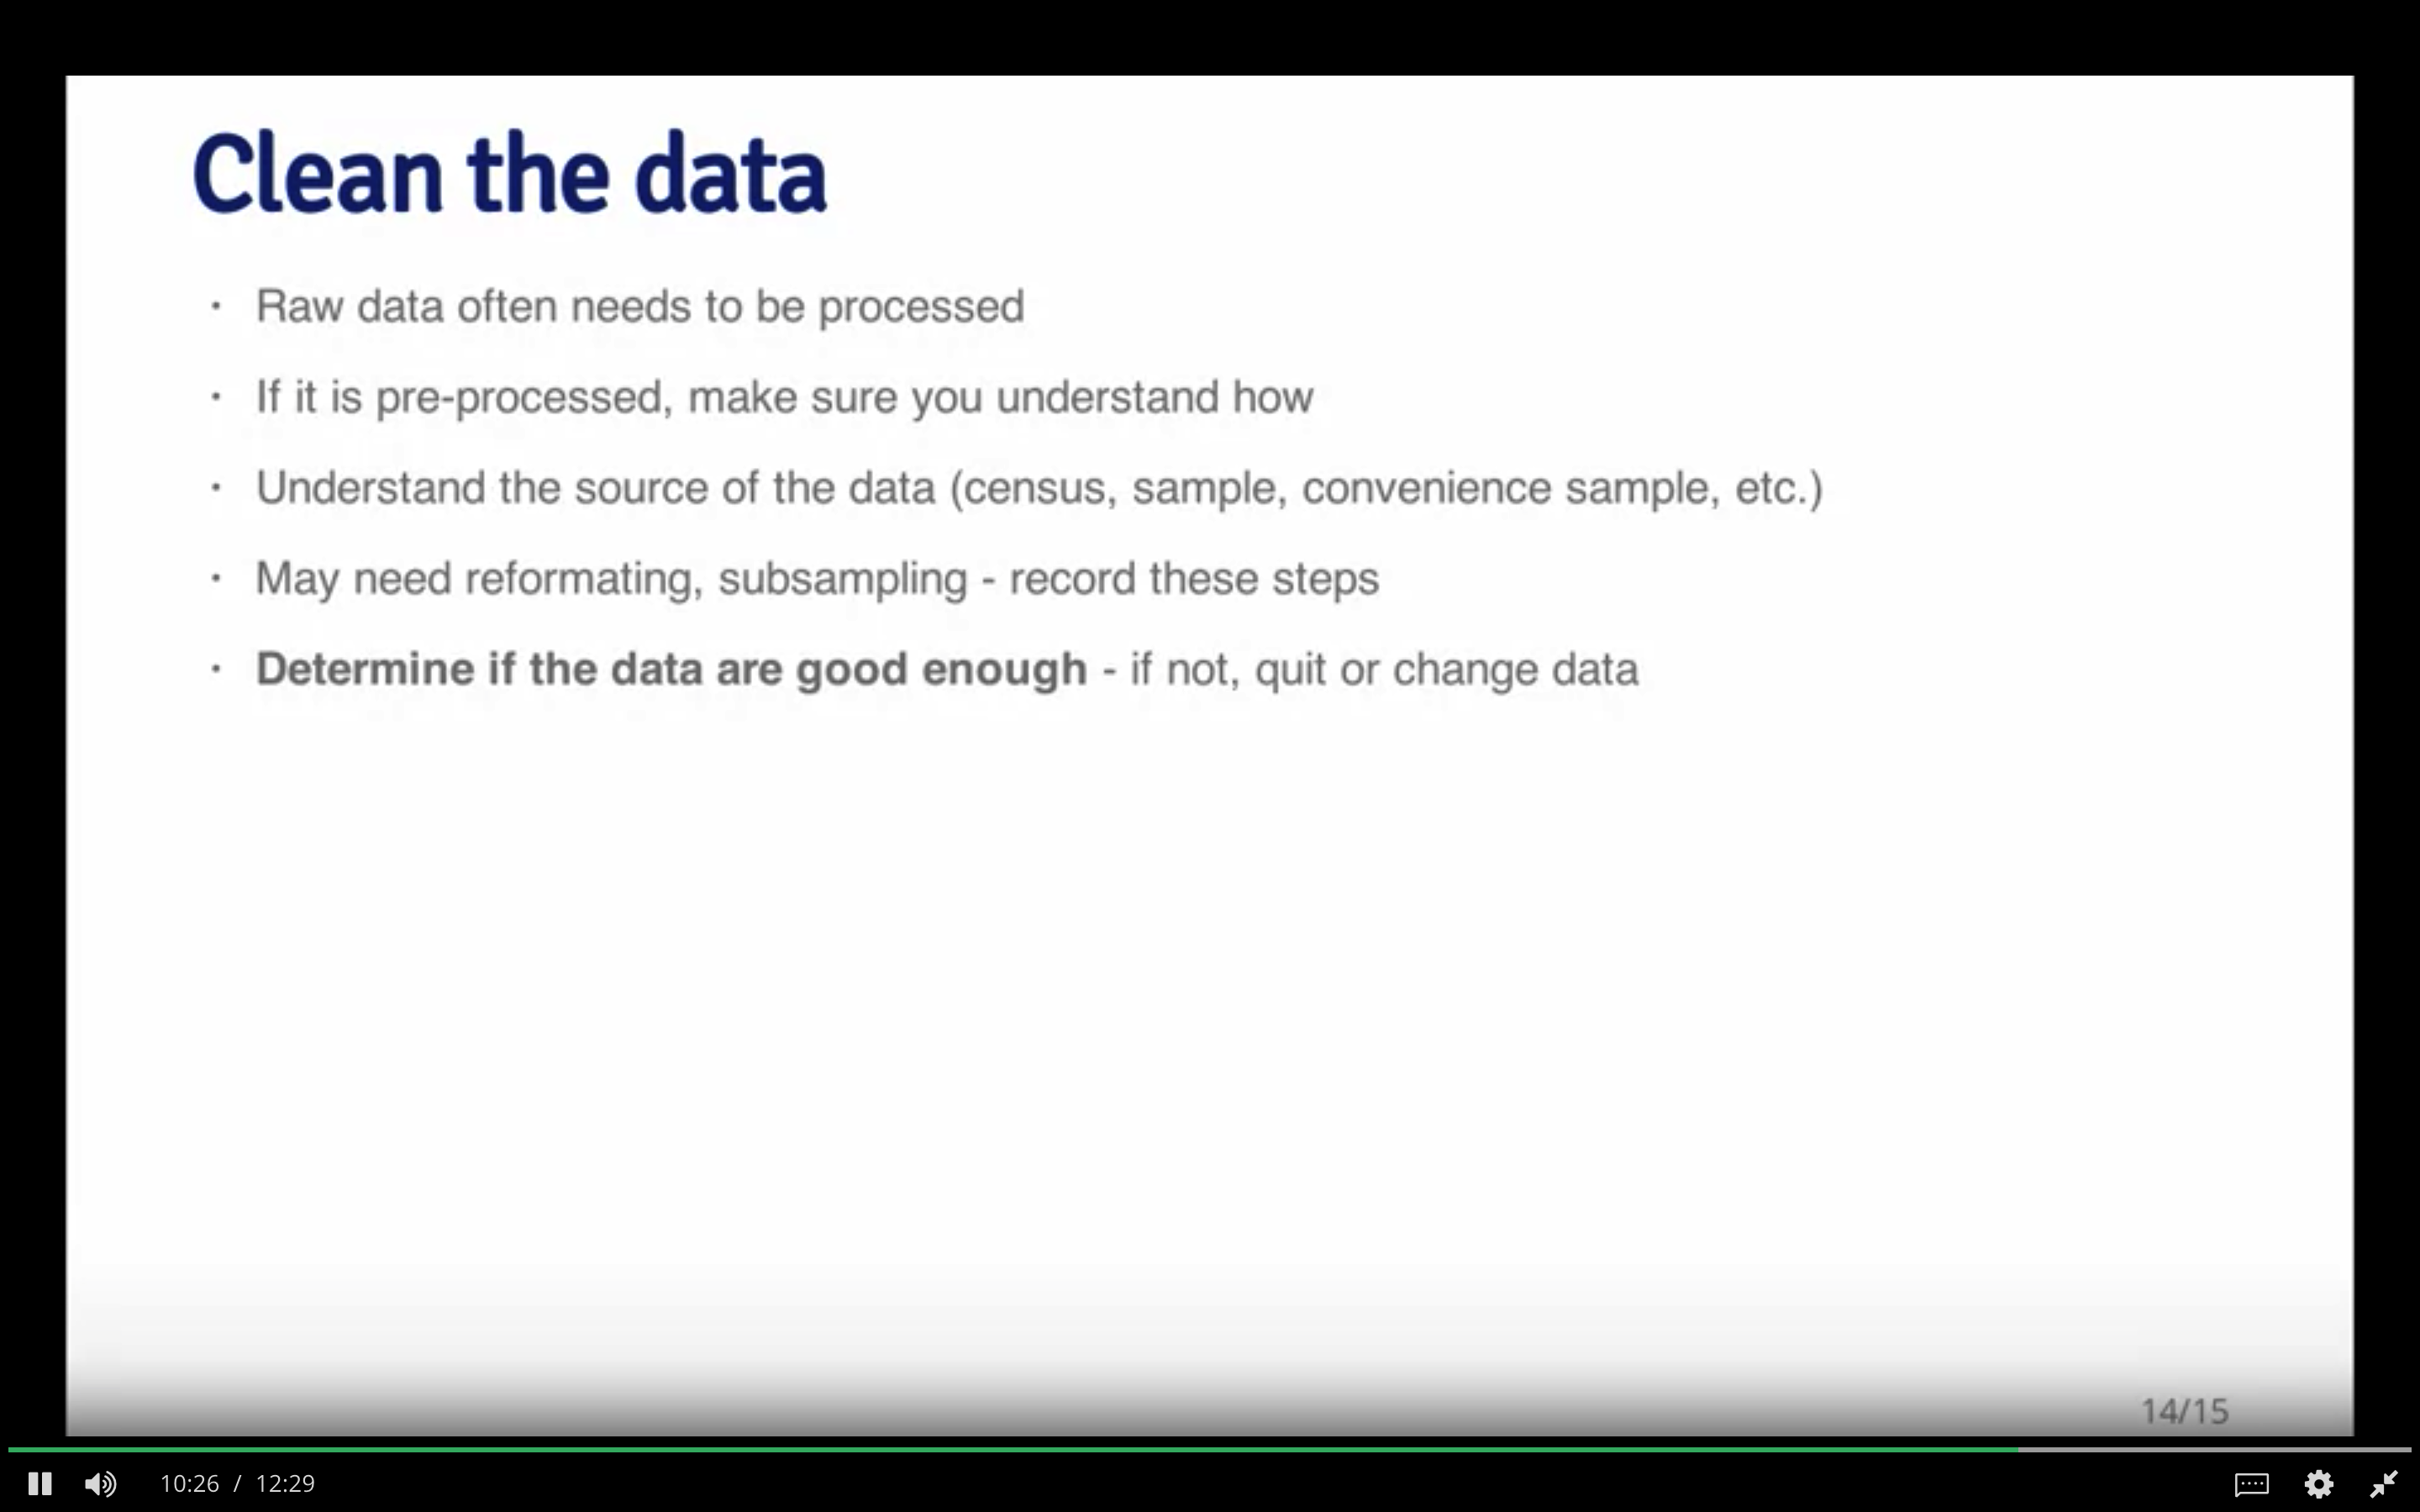 Clean the data
· Raw data often needs to be processed
· If it is pre-processed, make sure you understand how
· Understand the source of the data (census, sample, convenience sample, etc.)
· May need reformating, subsampling - record these steps
· Determine if the data are good enough - if not, quit or change data
14/15
10:26 / 12:29